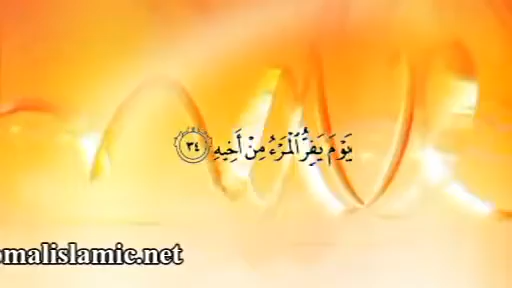 يَوْمَ يَفِرُّ ٱلْمَرْءُ مِنْ أَخِيهِ ٣٤
omalislamic.net